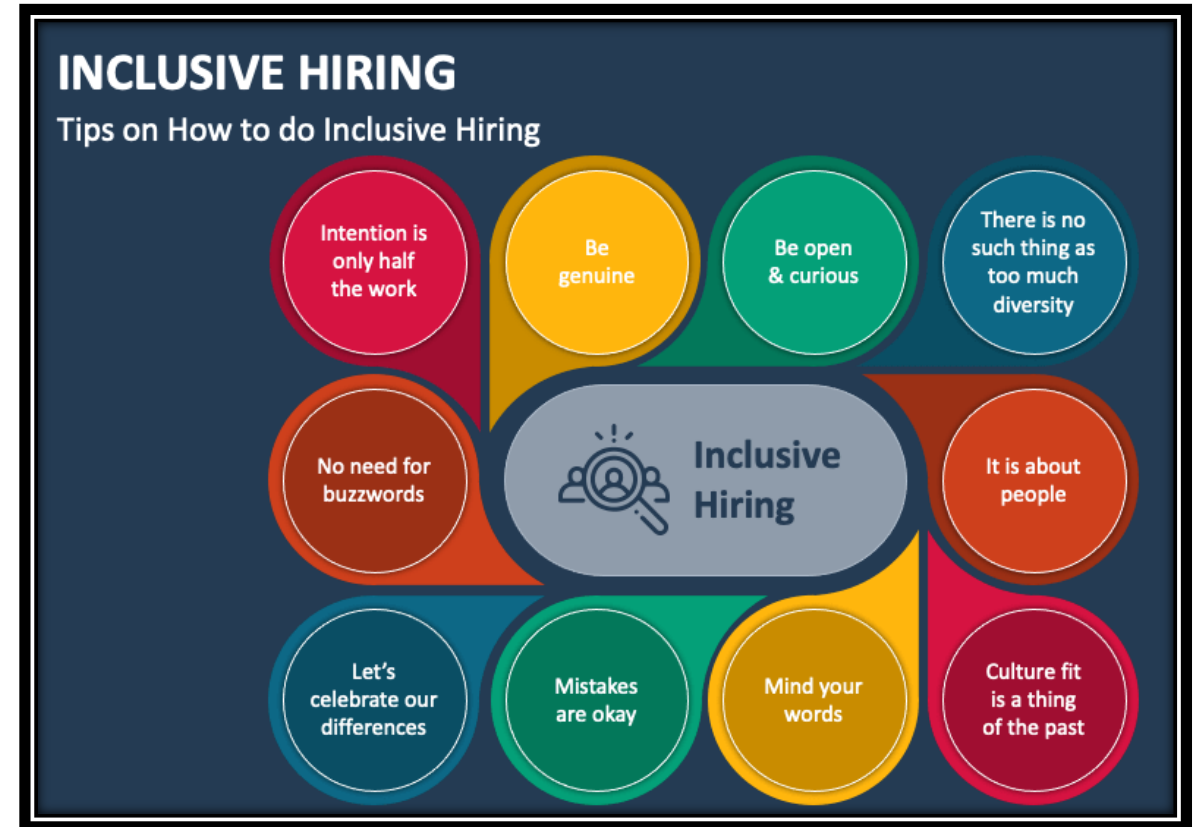 INCLUSIVE HIRING
Tips on How to do Inclusive Hiring
Intention is
only half
the work
Be
genuine
Be open
& curious
There is no
such thing as
too much
diversity
No need for
buzzwords
Inclusive
Hiring
It is about
people
Let’s
celebrate our
differences
Mistakes
are okay
Mind your
words
Culture fit
is a thing
of the past